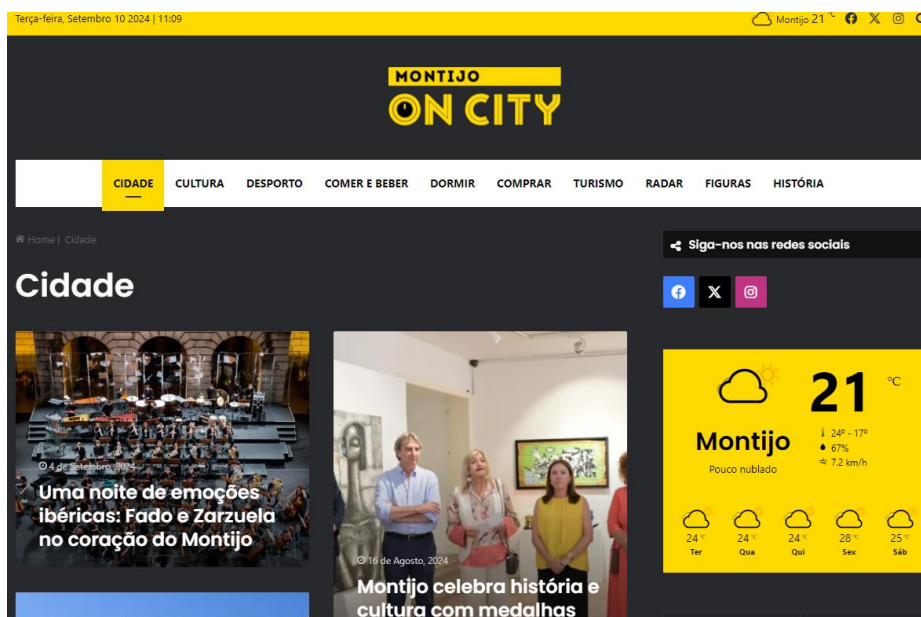 Terça-feira, Setembro 10 2024 | 11:09
Montijo 21 ℃
MONTIJO
ON CITY
CIDADE CULTURA DESPORTO COMER E BEBER DORMIR COMPRAR TURISMO RADAR FIGURAS HISTÓRIA
Home | Cidade
Cidade
4 de Setembro, 2024
Uma noite de emoções
ibéricas: Fado e Zarzuela
no coração do Montijo
16 de Agosto, 2024
Montijo celebra história e
cultura com medalhas
Siga-nos nas redes sociais
21 ℃
Montijo
Pouco nublado
24º - 17º
67%
7.2 km/h
24 ℃ 24 ℃ 24 ℃ 28 ℃ 25 ℃
Ter Qua Qui Sex Sáb